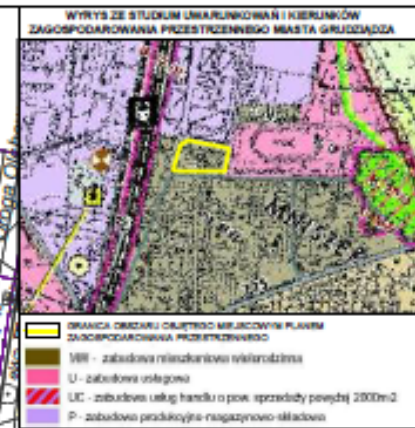 WYRYS ZE STUDIUM UWARUNKOWAŃ I KIERUNKÓW
ZAGOSPODAROWANIA PRZESTRZENNEGO MIASTA GRUDZIĄDZA
MNISZEK
GRANICA OBSZARU OBJĘTEGO MIEJSCOWYM PLANEM
ZAGOSPODAROWANIA PRZESTRZENNEGO
MW - zabudowa mieszkaniowa wielorodzinna
U - zabudowa usługowa
UC - zabudowa usług handlu o pow. sprzedaży powyżej 2000m2
P - zabudowa produkcyjno-magazynowo-składowa